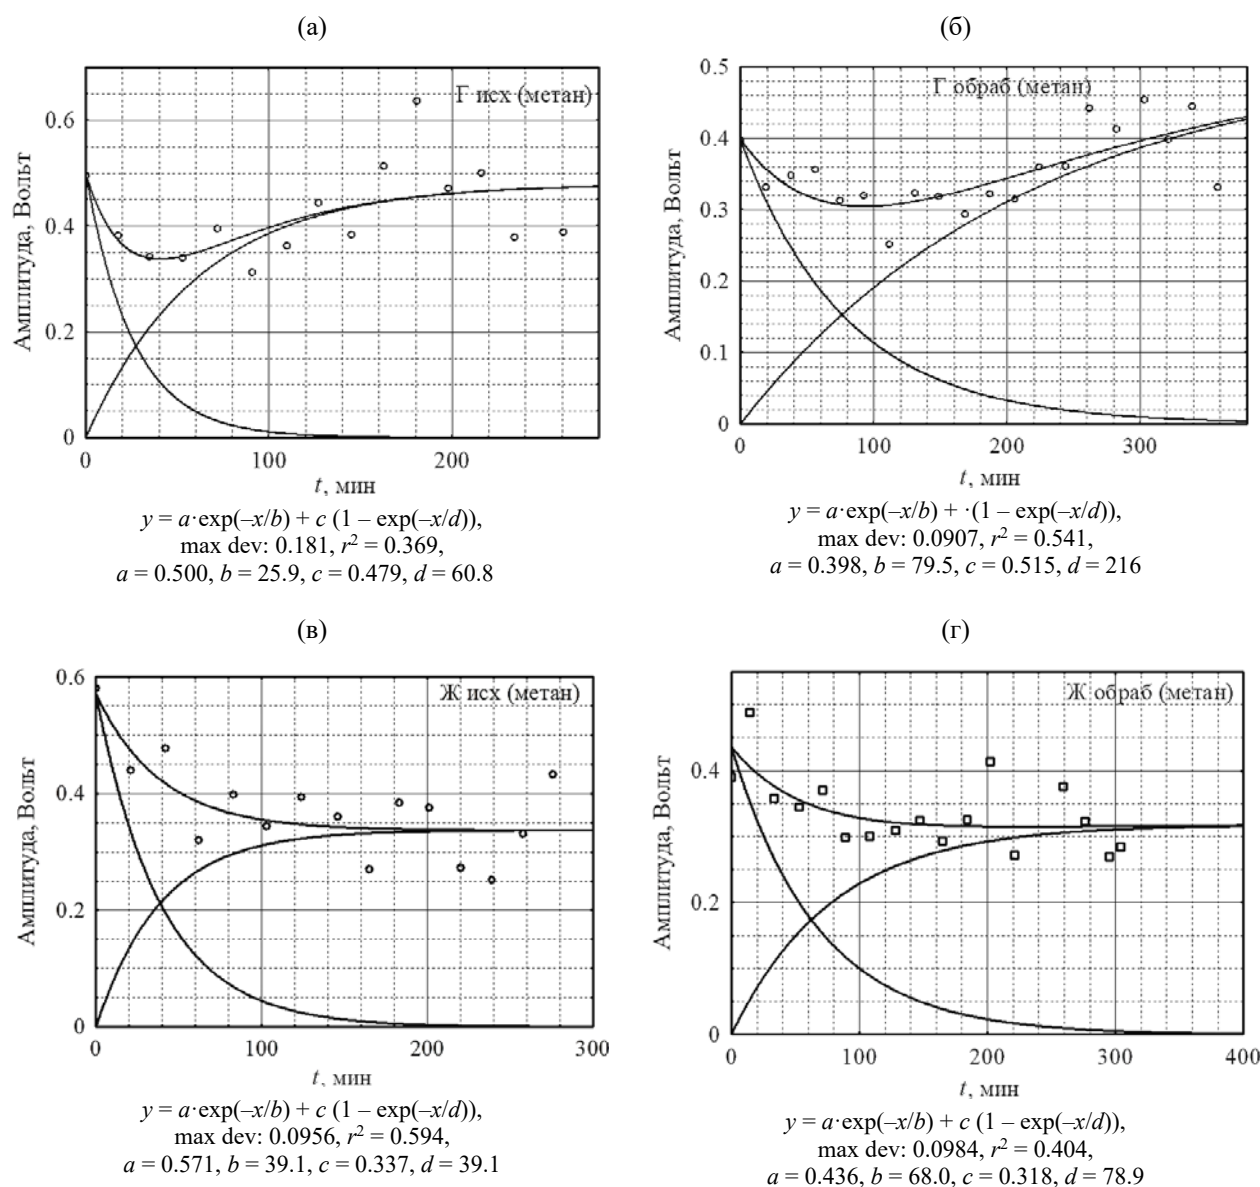 (а)
Г исх (метан)
Амплитуда, Вольт
0.6
0.4
0.2
0
0
100
200
t, мин
y = a·exp(–x/b) + c (1 – exp(–x/d)),
max dev: 0.181, r² = 0.369,
a = 0.500, b = 25.9, c = 0.479, d = 60.8
(б)
Г обраб (метан)
Амплитуда, Вольт
0.5
0.4
0.3
0.2
0.1
0
0
100
200
300
t, мин
y = a·exp(–x/b) + ·(1 – exp(–x/d)),
max dev: 0.0907, r² = 0.541,
a = 0.398, b = 79.5, c = 0.515, d = 216
(в)
Ж исх (метан)
Амплитуда, Вольт
0.6
0.4
0.2
0
0
100
200
300
t, мин
y = a·exp(–x/b) + c (1 – exp(–x/d)),
max dev: 0.0956, r² = 0.594,
a = 0.571, b = 39.1, c = 0.337, d = 39.1
(г)
Ж обраб (метан)
Амплитуда, Вольт
0.4
0.2
0
0
100
200
300
400
t, мин
y = a·exp(–x/b) + c (1 – exp(–x/d)),
max dev: 0.0984, r² = 0.404,
a = 0.436, b = 68.0, c = 0.318, d = 78.9